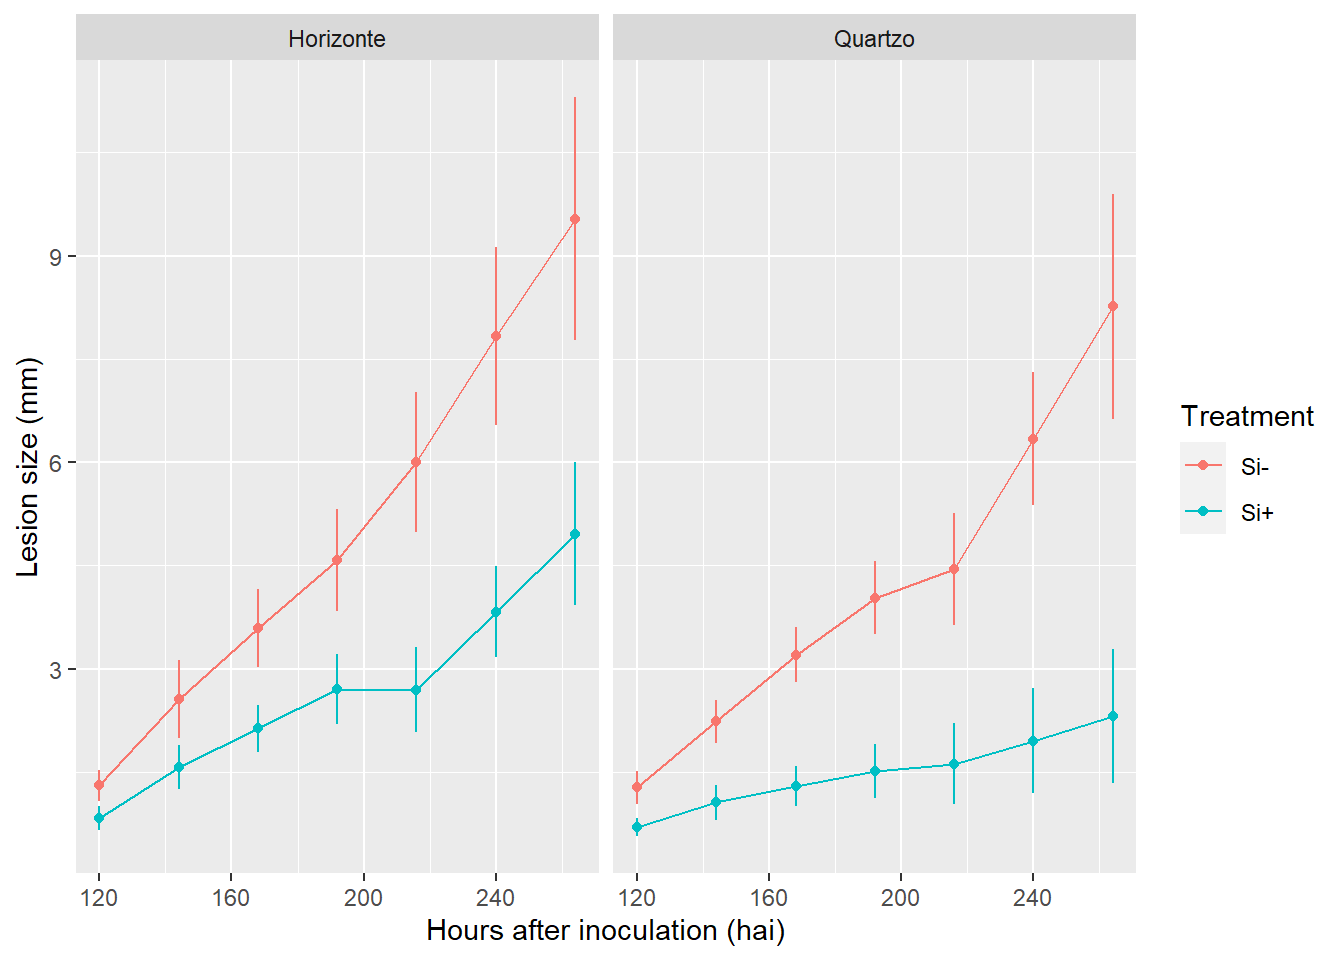 Horizonte
Quartzo
9
6
3
Lesion size (mm)
120 160 200 240
120 160 200 240
Hours after inoculation (hai)
Treatment
Si-
Si+